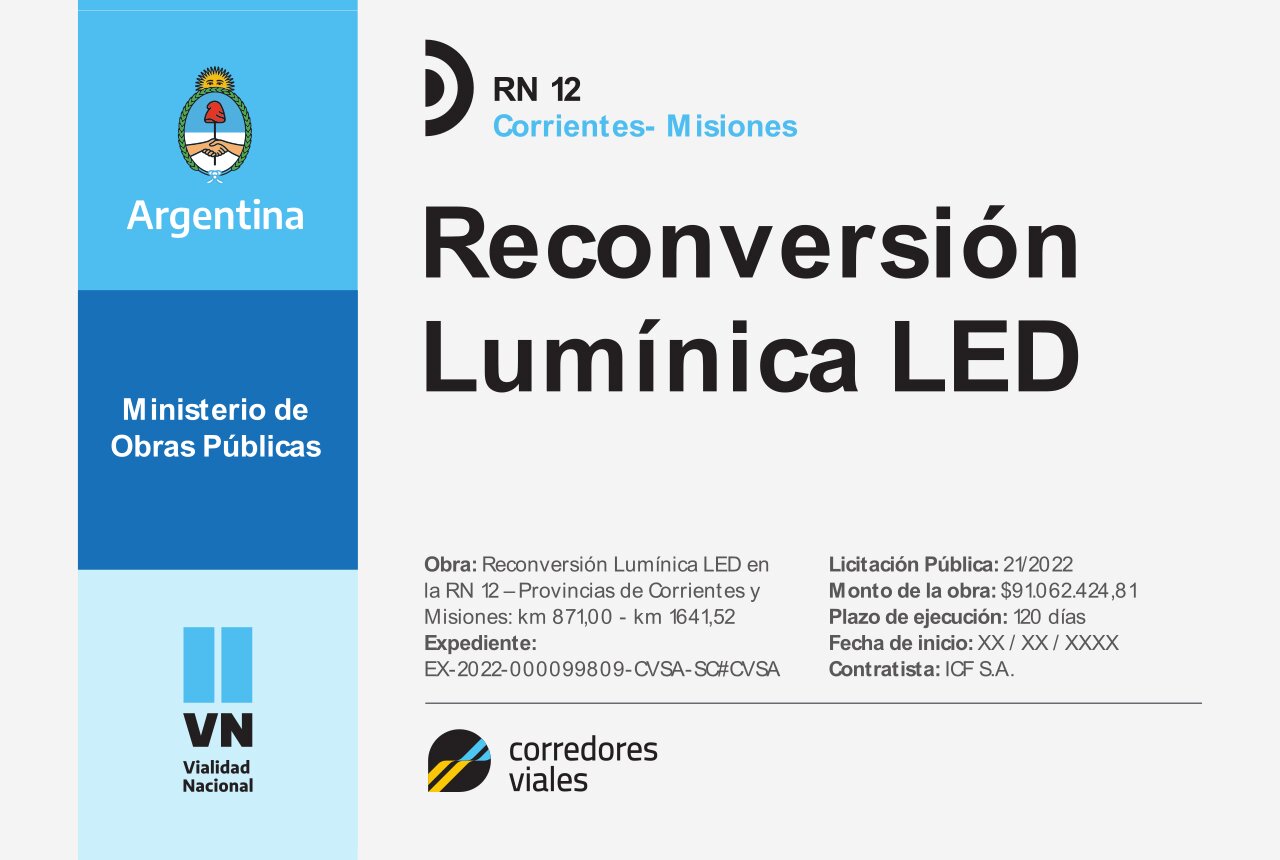 Argentina
Ministerio de
Obras Públicas
VN
Vialidad
Nacional
RN 12
Corrientes- Misiones
Reconversión
Lumínica LED
Obra: Reconversión Lumínica LED en
la RN 12 – Provincias de Corrientes y
Misiones: km 871,00 - km 1641,52
Expediente:
EX-2022-000099809-CVSA-SC#CVSA
Licitación Pública: 21/2022
Monto de la obra: $91.062.424,81
Plazo de ejecución: 120 días
Fecha de inicio: XX / XX / XXXX
Contratista: ICF S.A.
corredores
viales